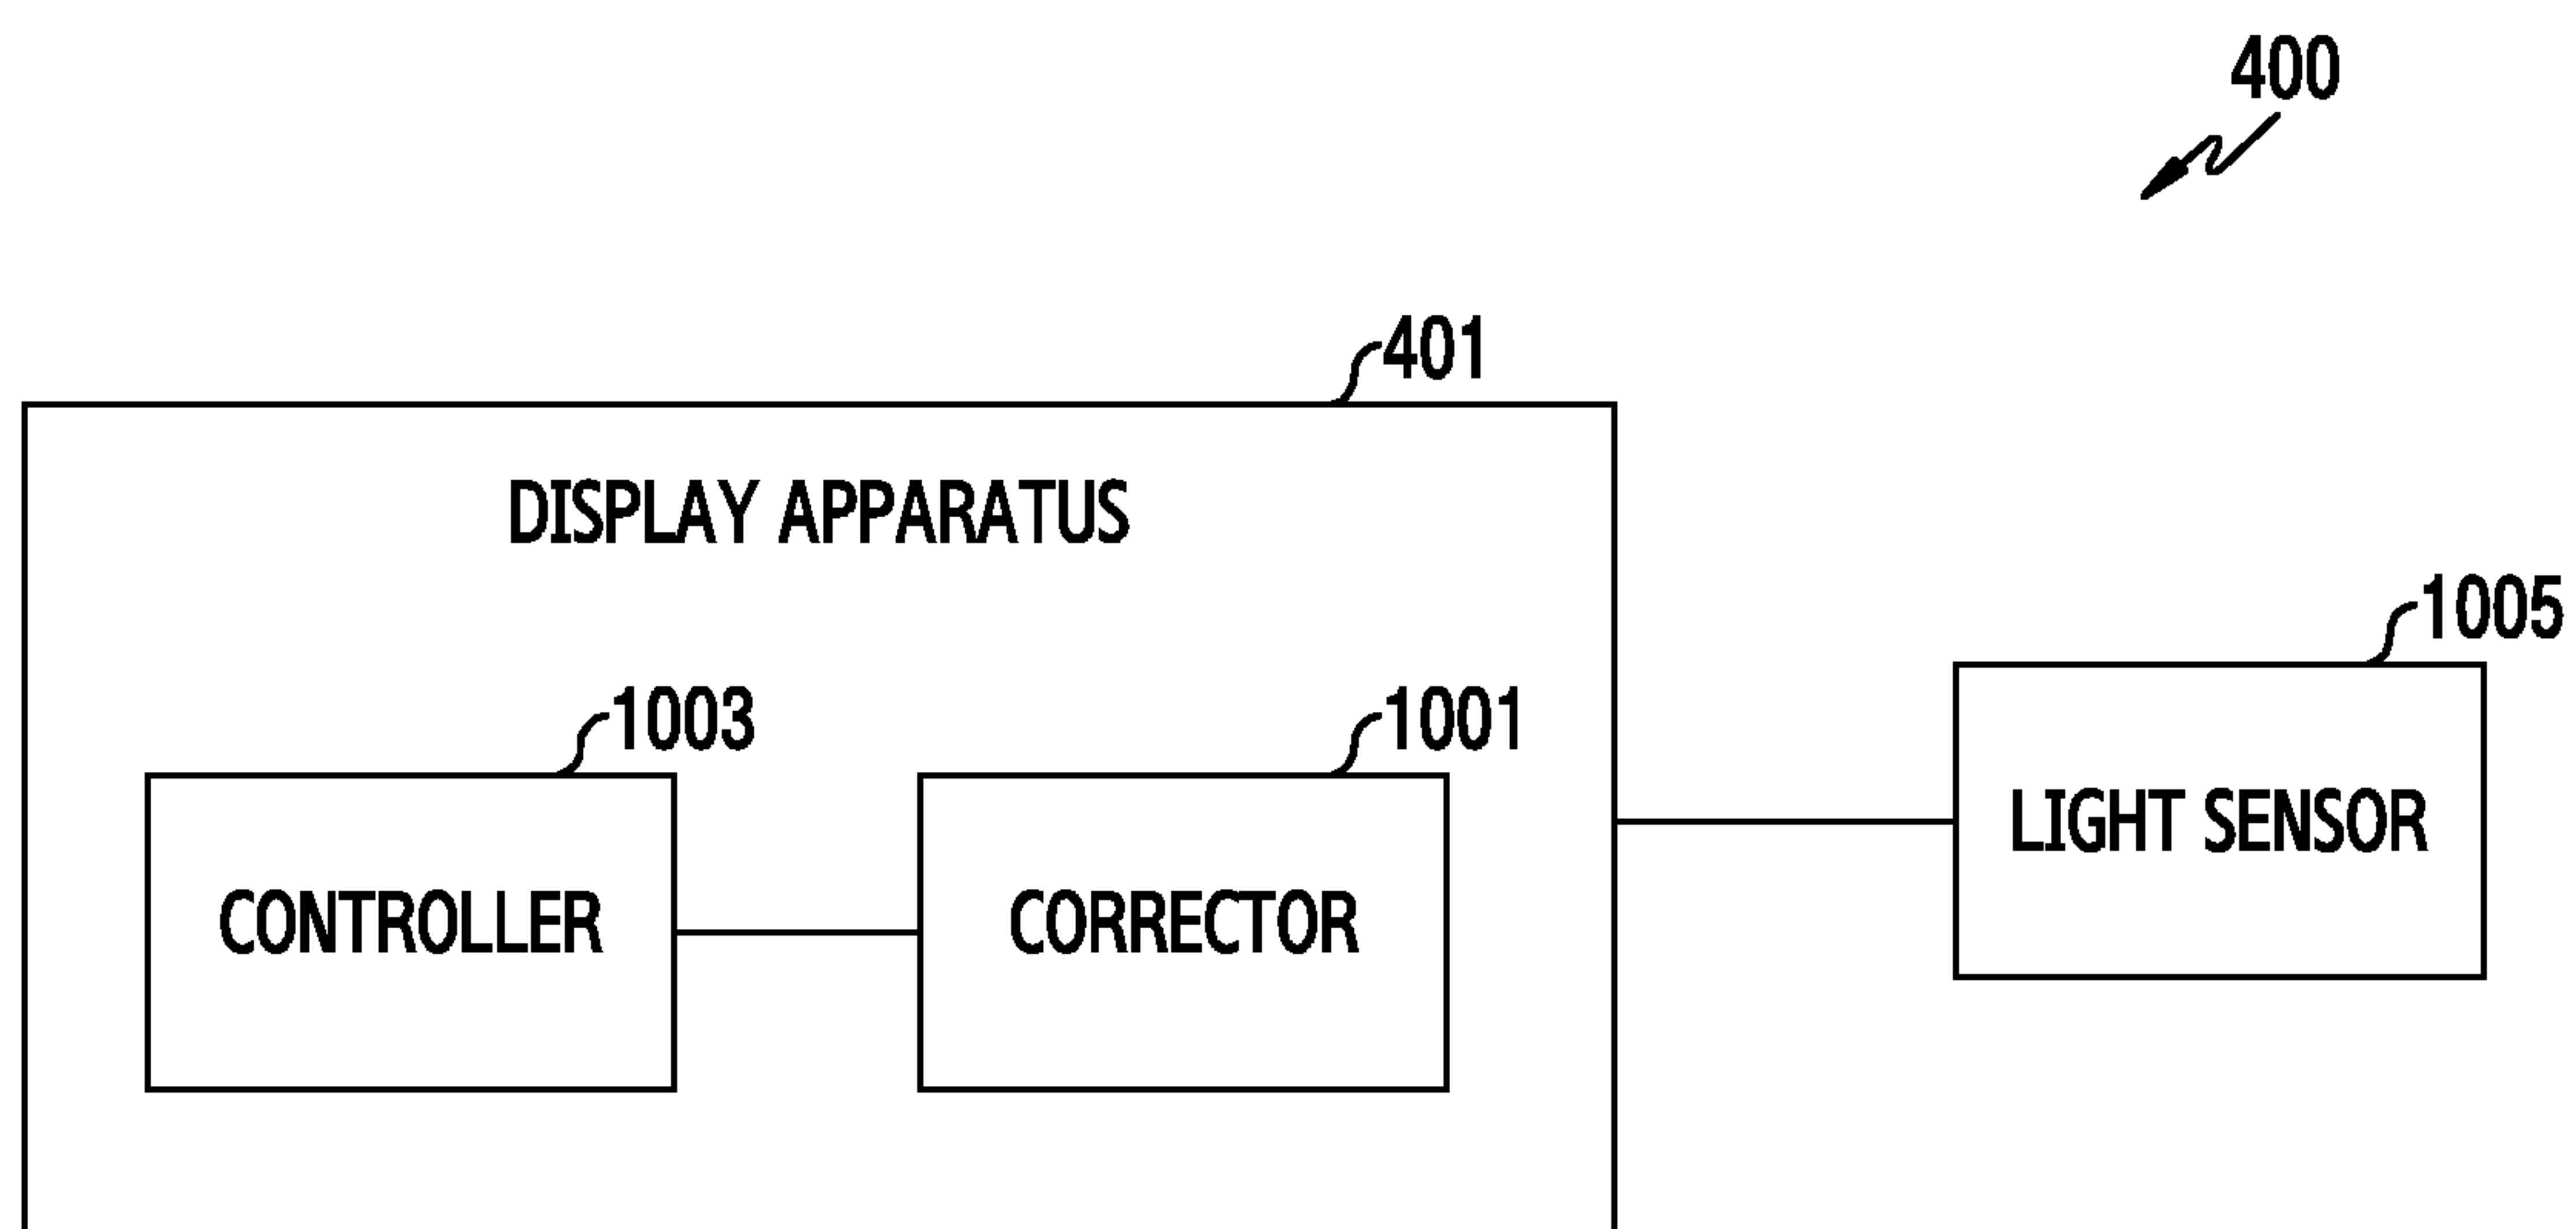 400
401
DISPLAY APPARATUS
1005
1003
1001
LIGHT SENSOR
CONTROLLER
CORRECTOR